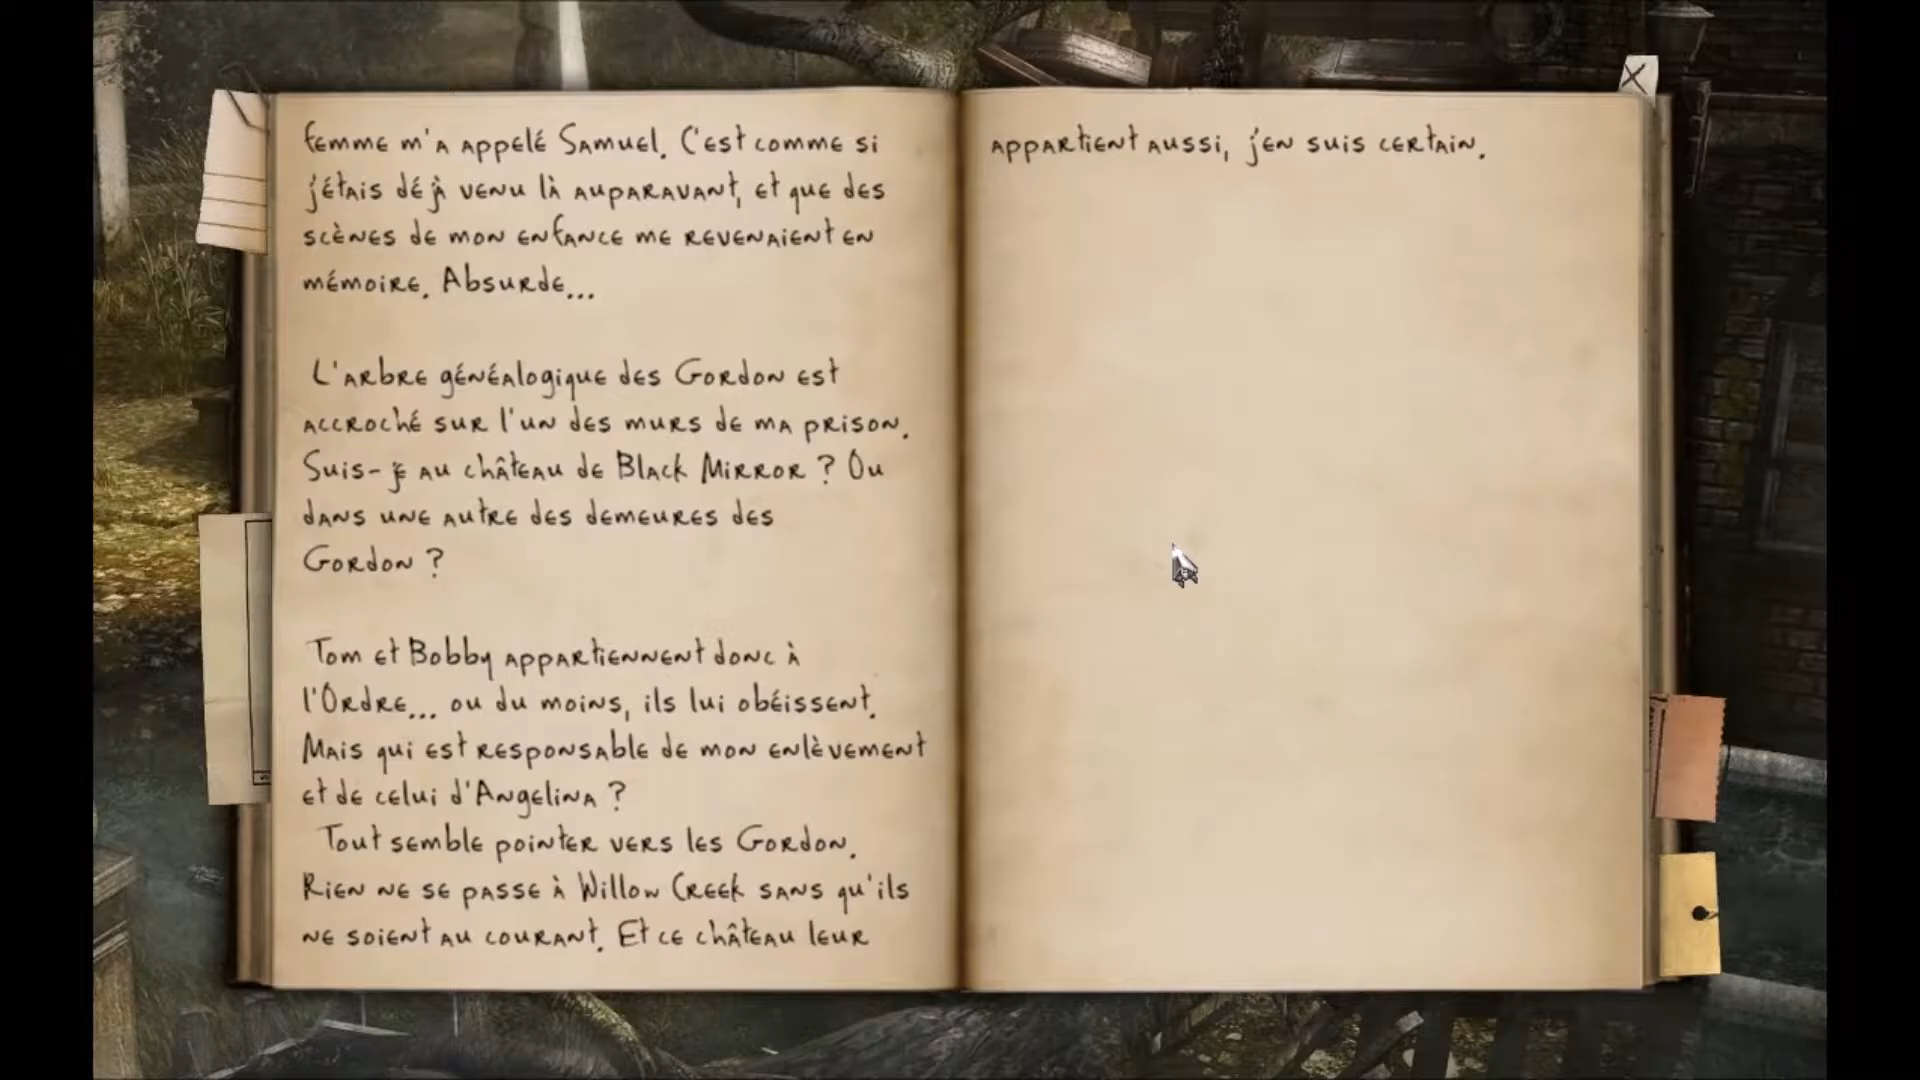 femme m'a appelé Samuel. C'est comme si
j'étais déjà venu là auparavant, et que des
scènes de mon enfance me revenaient en
mémoire. Absurde...
L'arbre généalogique des Gordon est
accroché sur l'un des murs de ma prison.
Suis-je au château de Black Mirror ? Ou
dans une autre des demeures des
Gordon ?
Tom et Bobby appartiennent donc à
l'Ordre... ou du moins, ils lui obéissent.
Mais qui est responsable de mon enlèvement
et de celui d'Angelina ?
Tout semble pointer vers les Gordon.
Rien ne se passe à Willow Creek sans qu'ils
ne soient au courant. Et ce château leur
appartient aussi, j'en suis certain.